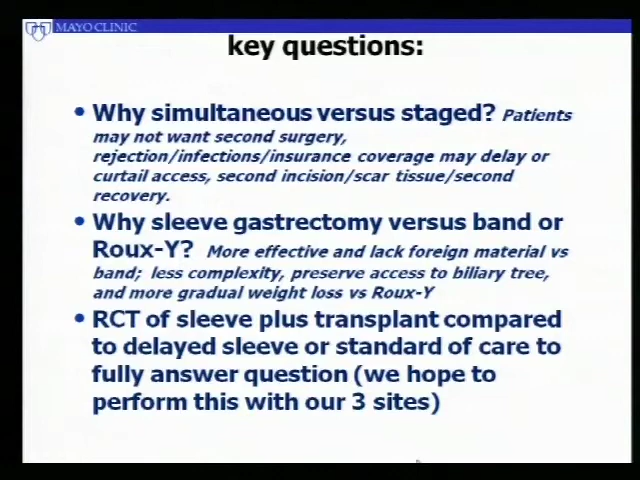 MAYO CLINIC
key questions:
• Why simultaneous versus staged? Patients
may not want second surgery,
rejection/infections/insurance coverage may delay or
curtail access, second incision/scar tissue/second
recovery.
• Why sleeve gastrectomy versus band or
Roux-Y? More effective and lack foreign material vs
band; less complexity, preserve access to biliary tree,
and more gradual weight loss vs Roux-Y
• RCT of sleeve plus transplant compared
to delayed sleeve or standard of care to
fully answer question (we hope to
perform this with our 3 sites)